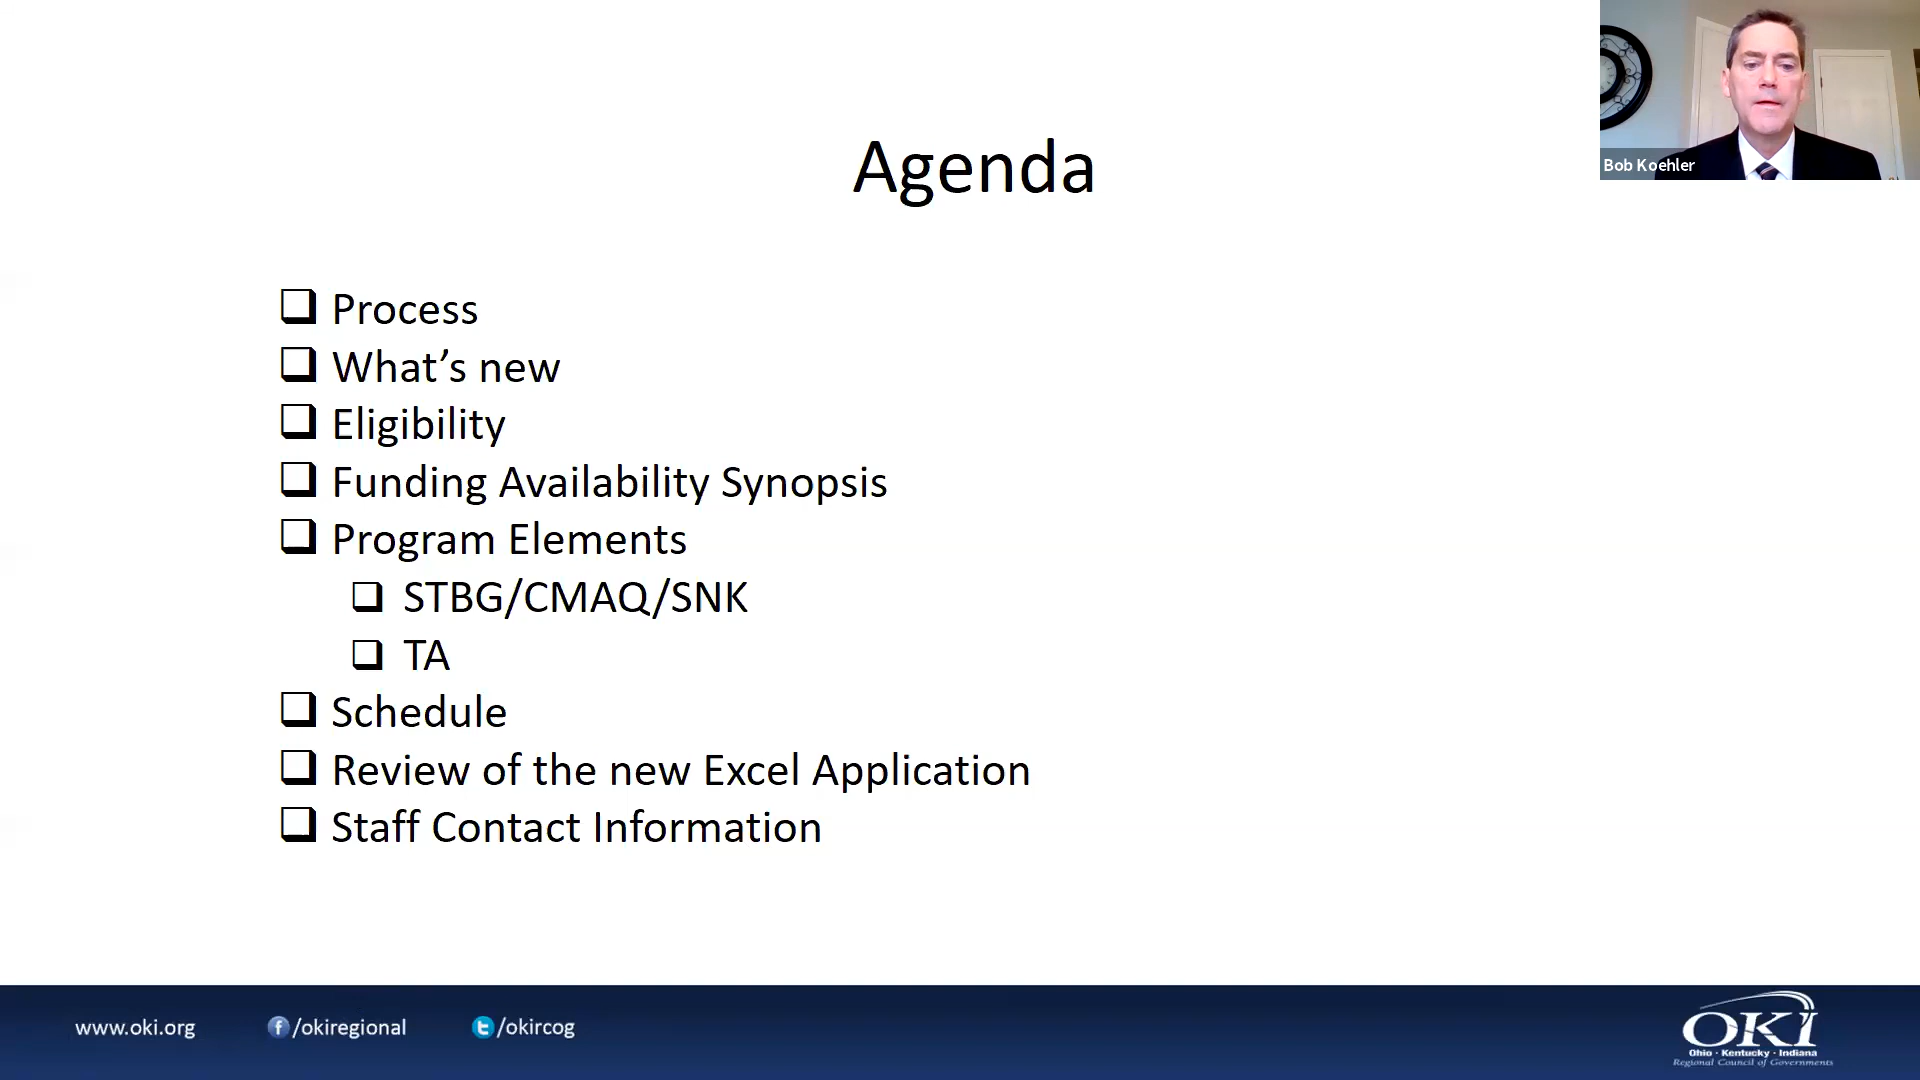 Agenda
Bob Koehler
Process
What's new
Eligibility
Funding Availability Synopsis
Program Elements
STBG/CMAQ/SNK
TA
Schedule
Review of the new Excel Application
Staff Contact Information
www.oki.org
/okiregional
/okircog
OKI
Ohio · Kentucky · Indiana
Regional Council of Governments